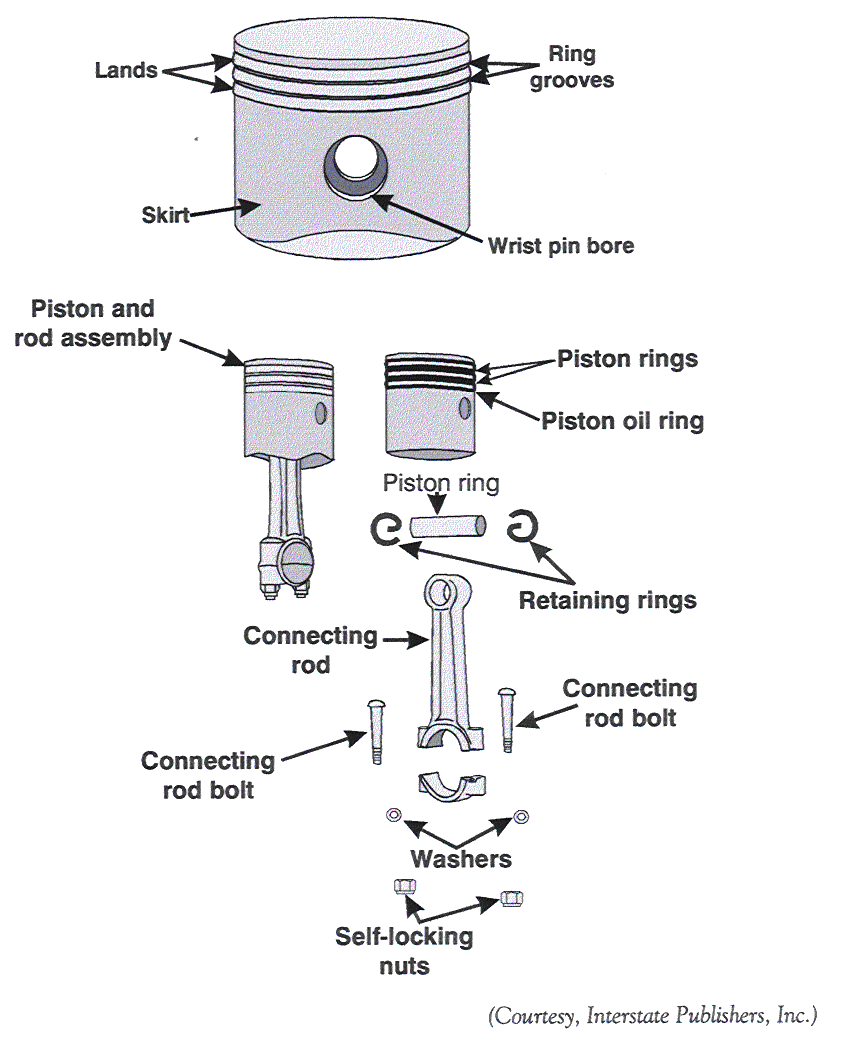 Lands
Ring
grooves
Skirt
Wrist pin bore
Piston and
rod assembly
Piston rings
Piston oil ring
Piston ring
Retaining rings
Connecting
rod
Connecting
rod bolt
Connecting
rod bolt
Washers
Self-locking
nuts
(Courtesy, Interstate Publishers, Inc.)